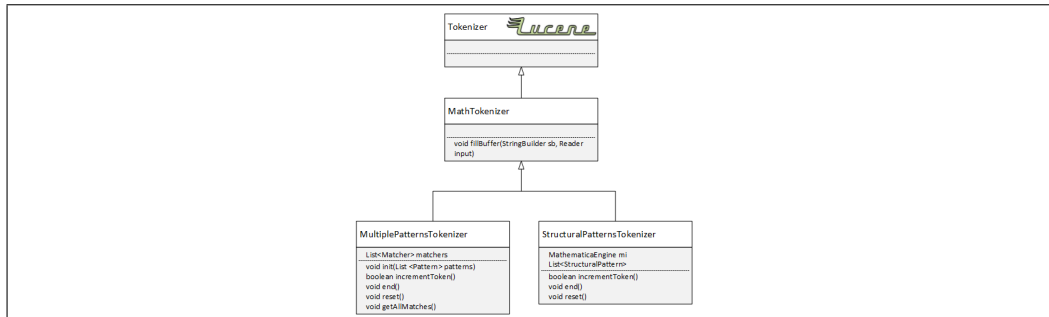 Tokenizer Lucene
MathTokenizer
void fillBuffer(StringBuilder sb, Reader
input)
MultiplePatternsTokenizer
List<Matcher> matchers
void init(List <Pattern> patterns)
boolean incrementToken()
void end()
void reset()
void getAllMatches()
StructuralPatternsTokenizer
MathematicaEngine mi
List<StructuralPattern>
boolean incrementToken()
void end()
void reset()